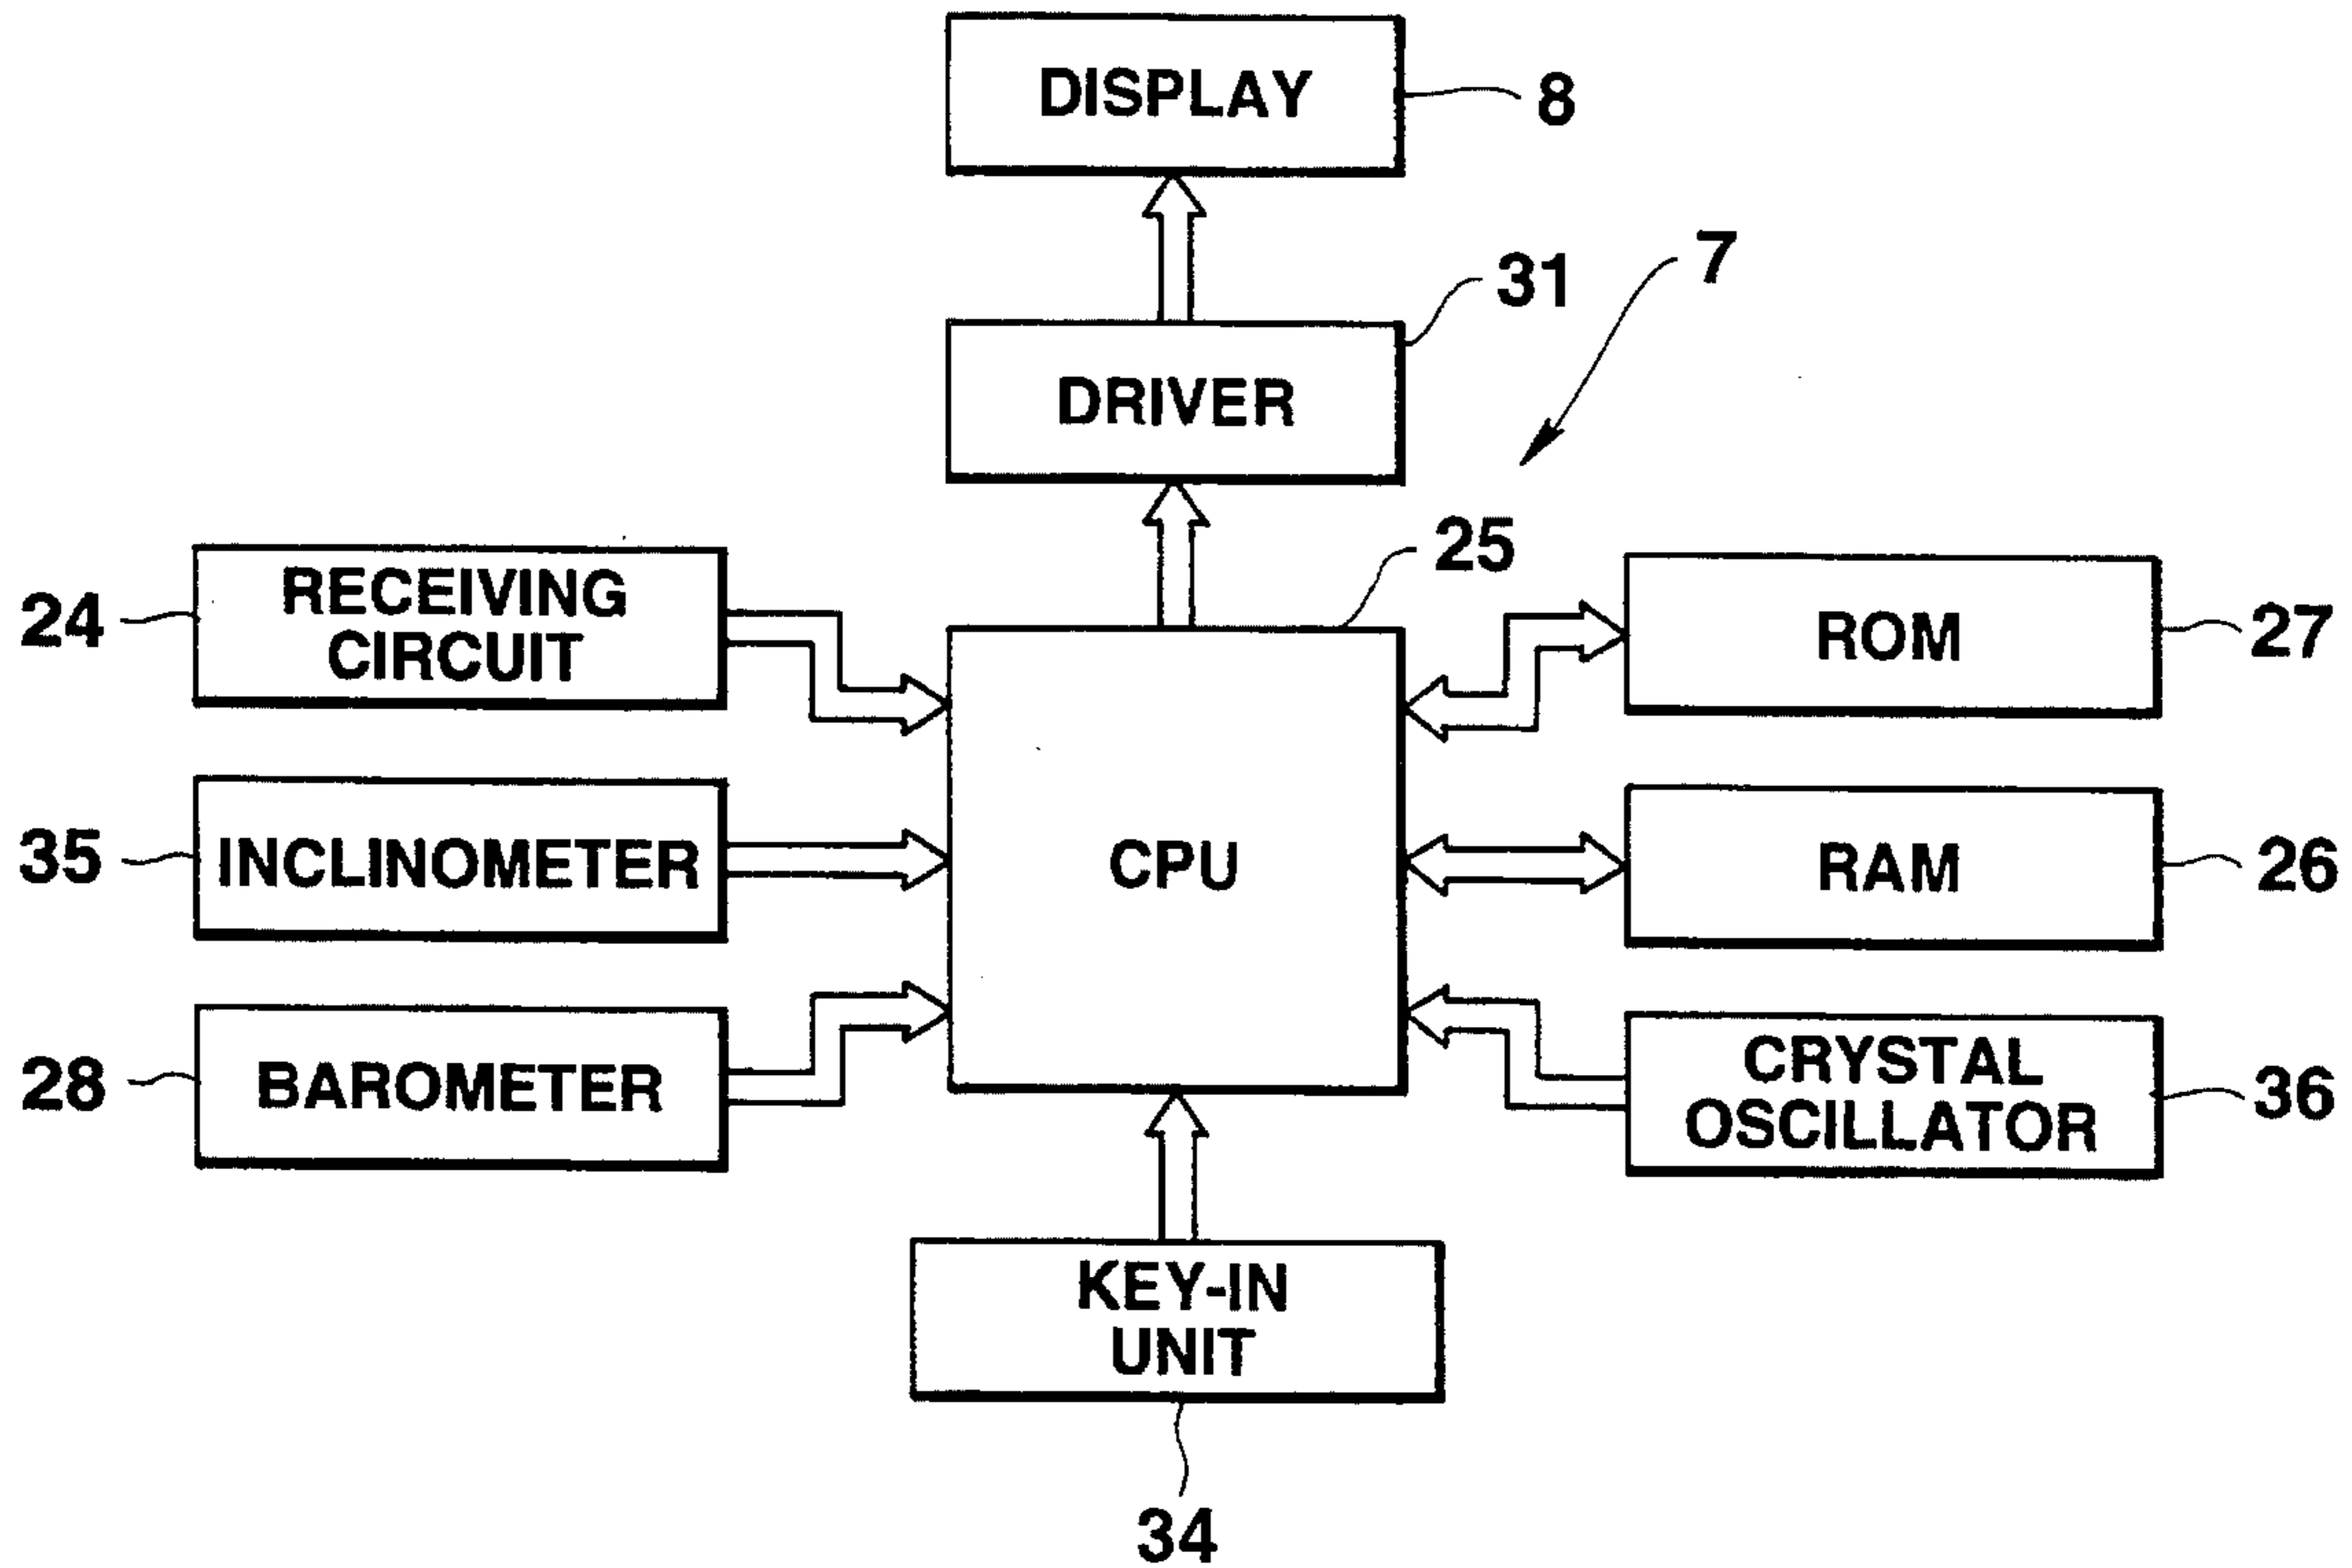 DISPLAY
8
7
31
DRIVER
25
24
RECEIVING
CIRCUIT
ROM
27
35
INCLINOMETER
CPU
RAM
26
28
BAROMETER
CRYSTAL
OSCILLATOR
36
KEY-IN
UNIT
34